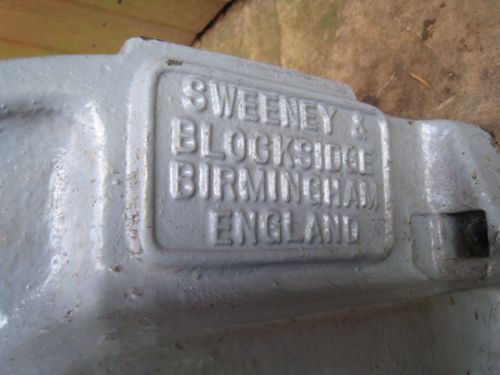 SWEENEY &
BLOCKSIDGE
BIRMINGHAM
ENGLAND